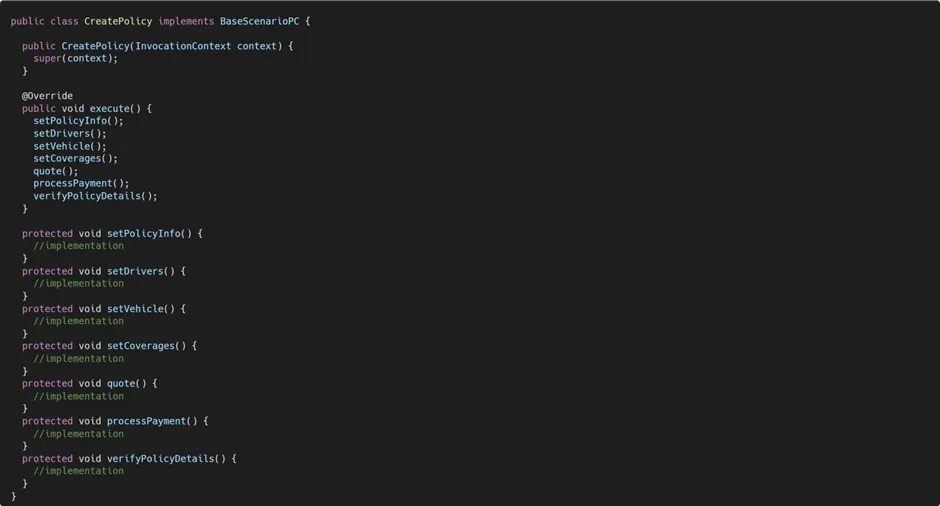 public class CreatePolicy implements BaseScenarioPC {
public CreatePolicy(InvocationContext context) {
super(context);
}
@Override
public void execute() {
setPolicyInfo();
setDrivers();
setVehicle();
setCoverages();
quote();
processPayment();
verifyPolicyDetails();
}
protected void setPolicyInfo() {
//implementation
}
protected void setDrivers() {
//implementation
}
protected void setVehicle() {
//implementation
}
protected void setCoverages() {
//implementation
}
protected void quote() {
//implementation
}
protected void processPayment() {
//implementation
}
protected void verifyPolicyDetails() {
//implementation
}
}